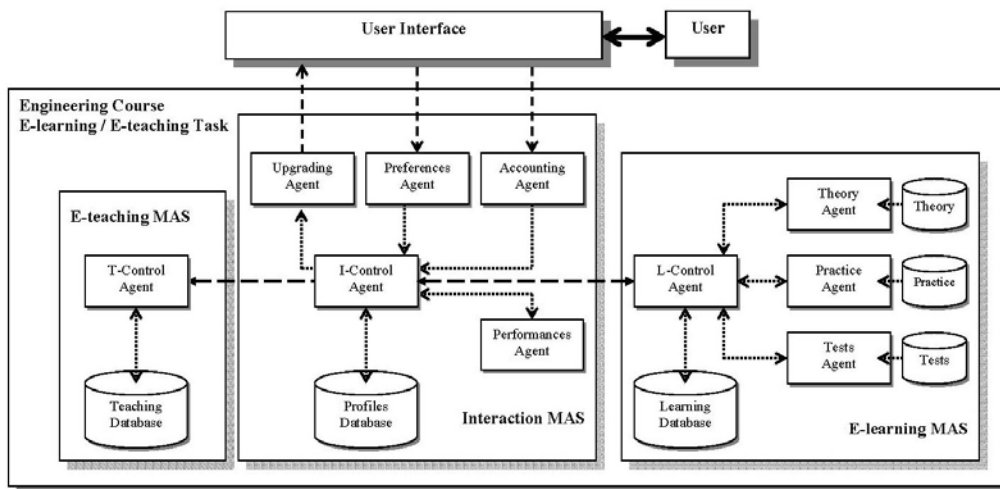 User Interface
User
Engineering Course
E-learning / E-teaching Task
Upgrading
Agent
Preferences
Agent
Accounting
Agent
E-teaching MAS
T-Control
Agent
Teaching
Database
I-Control
Agent
Performances
Agent
Profiles
Database
Interaction MAS
L-Control
Agent
Learning
Database
Theory
Agent
Theory
Practice
Agent
Practice
Tests
Agent
Tests
E-learning MAS